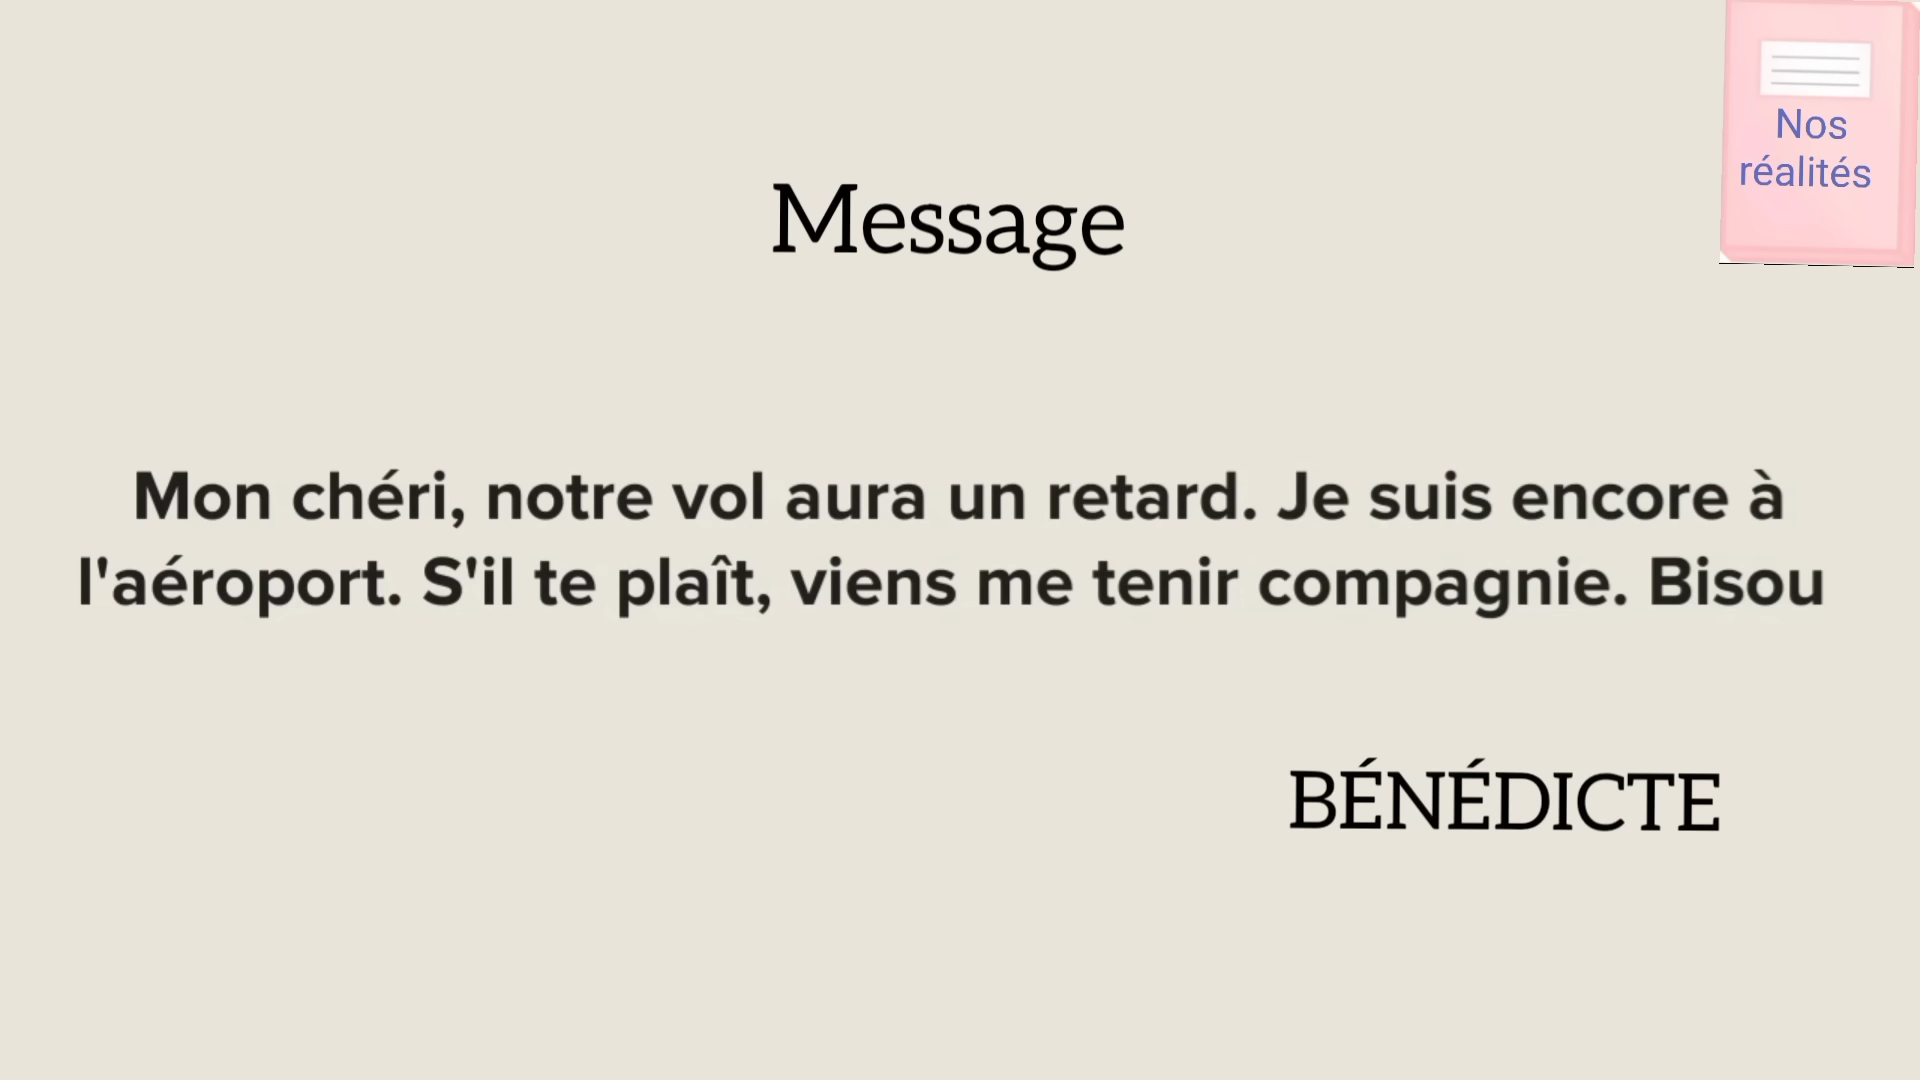 Nos
réalités
Message
Mon chéri, notre vol aura un retard. Je suis encore à
l'aéroport. S'il te plaît, viens me tenir compagnie. Bisou
BÉNÉDICTE